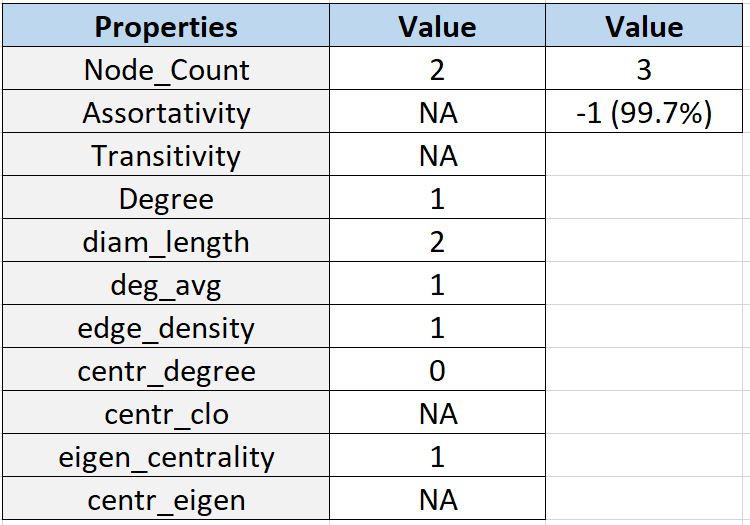 Properties Value Value
Node_Count 2 3
Assortativity NA -1 (99.7%)
Transitivity NA
Degree 1
diam_length 2
deg_avg 1
edge_density 1
centr_degree 0
centr_clo NA
eigen_centrality 1
centr_eigen NA